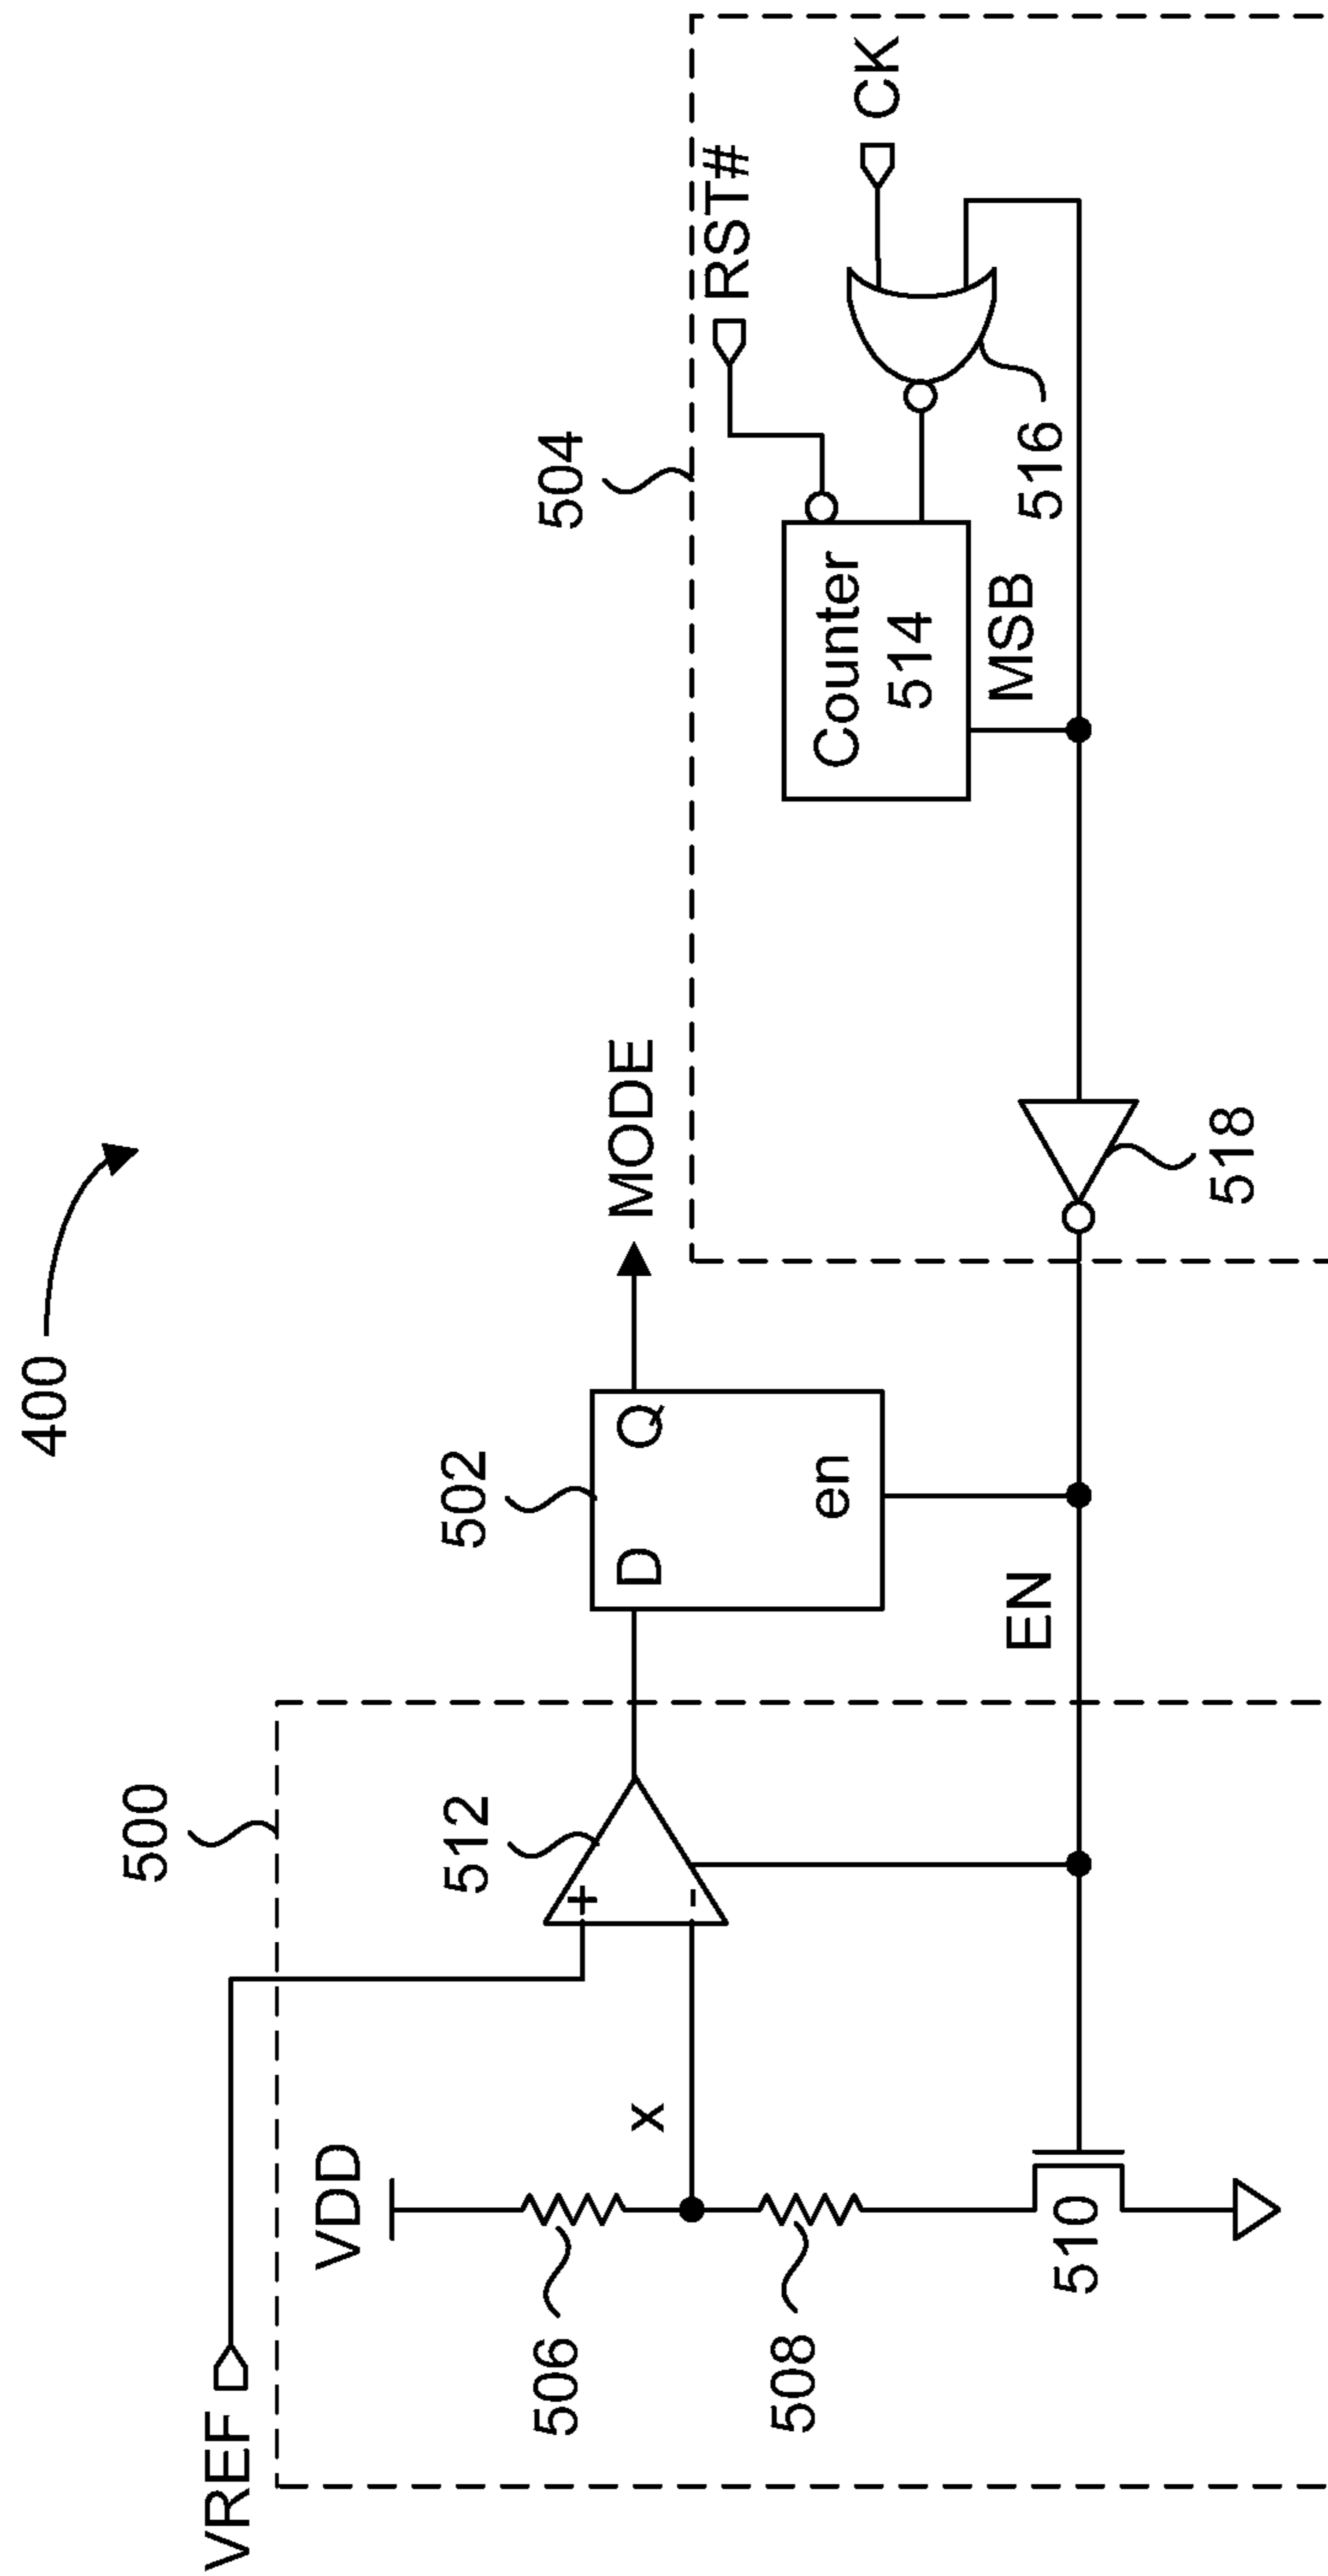 400
VREF
500
VDD
506
x
508
510
512
+
-
502
D
Q
en
EN
MODE
504
RST#
CK
Counter
514
MSB
516
518